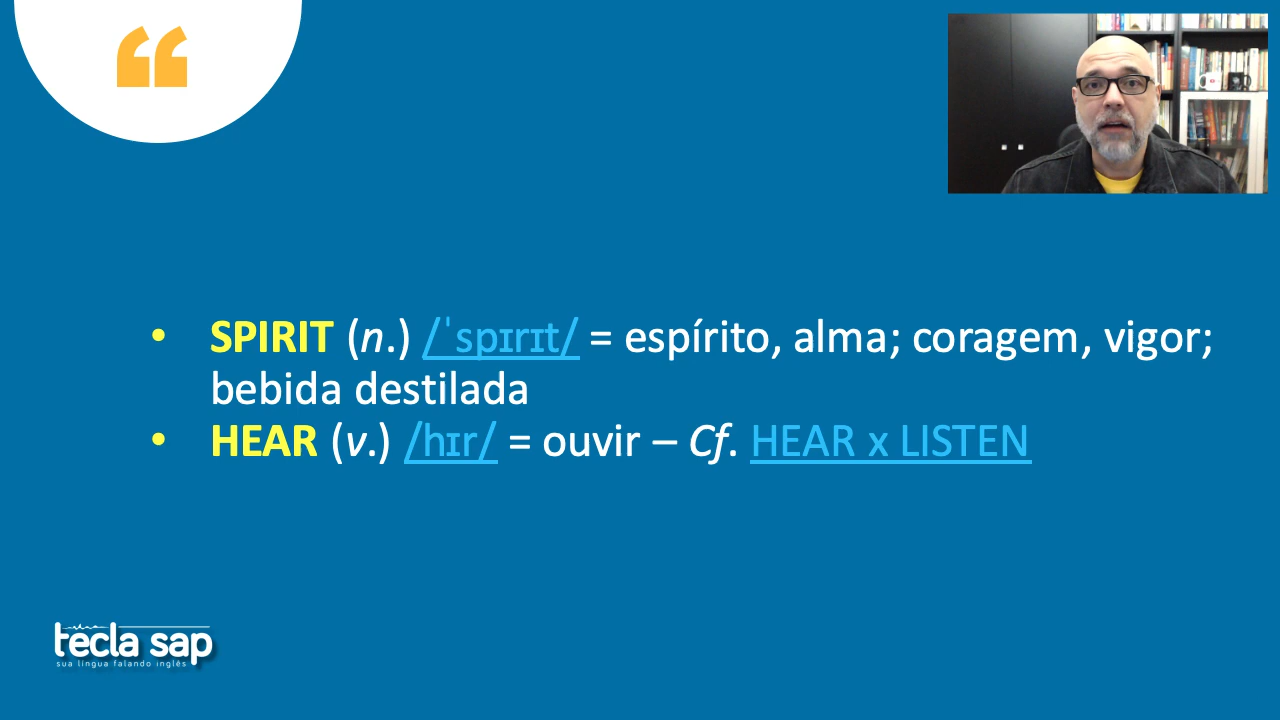 “
• SPIRIT (n.) /ˈspɪrɪt/ = espírito, alma; coragem, vigor;
bebida destilada
• HEAR (v.) /hɪr/ = ouvir – Cf. HEAR x LISTEN
tecla sap
sua língua falando inglês